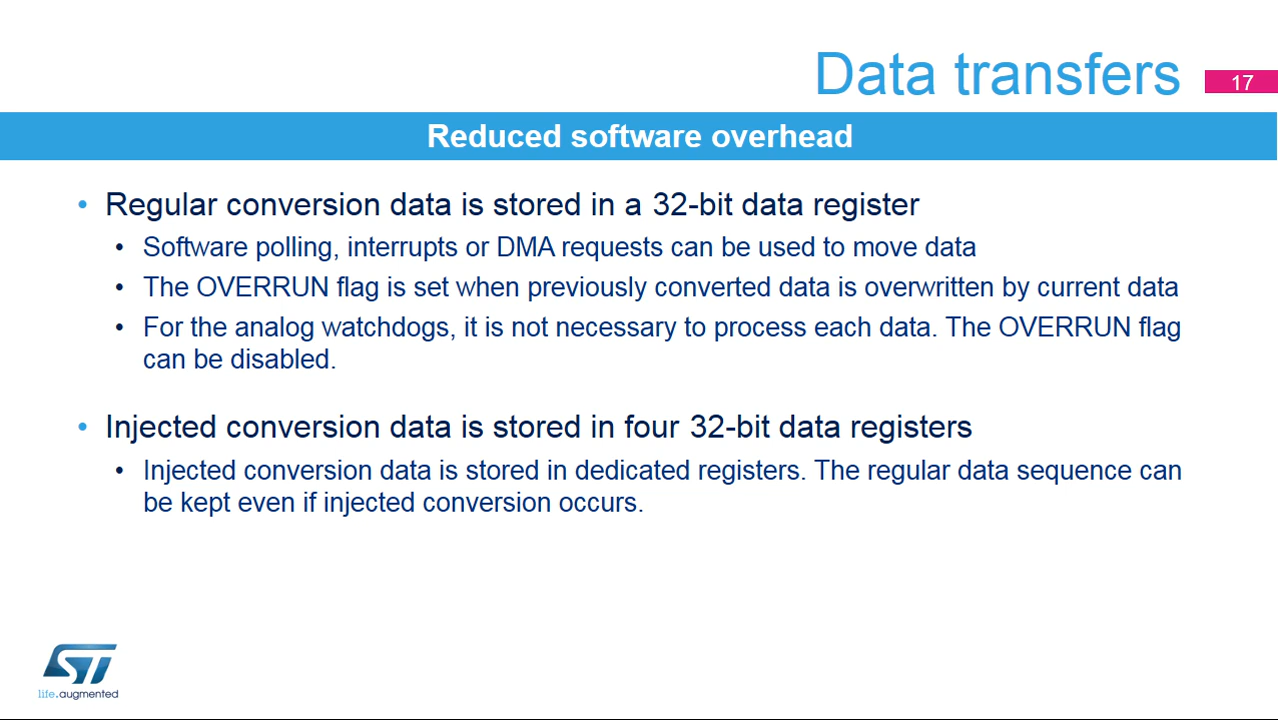 Data transfers
17
Reduced software overhead
• Regular conversion data is stored in a 32-bit data register
• Software polling, interrupts or DMA requests can be used to move data
• The OVERRUN flag is set when previously converted data is overwritten by current data
• For the analog watchdogs, it is not necessary to process each data. The OVERRUN flag
can be disabled.
• Injected conversion data is stored in four 32-bit data registers
• Injected conversion data is stored in dedicated registers. The regular data sequence can
be kept even if injected conversion occurs.
ST
life.augmented